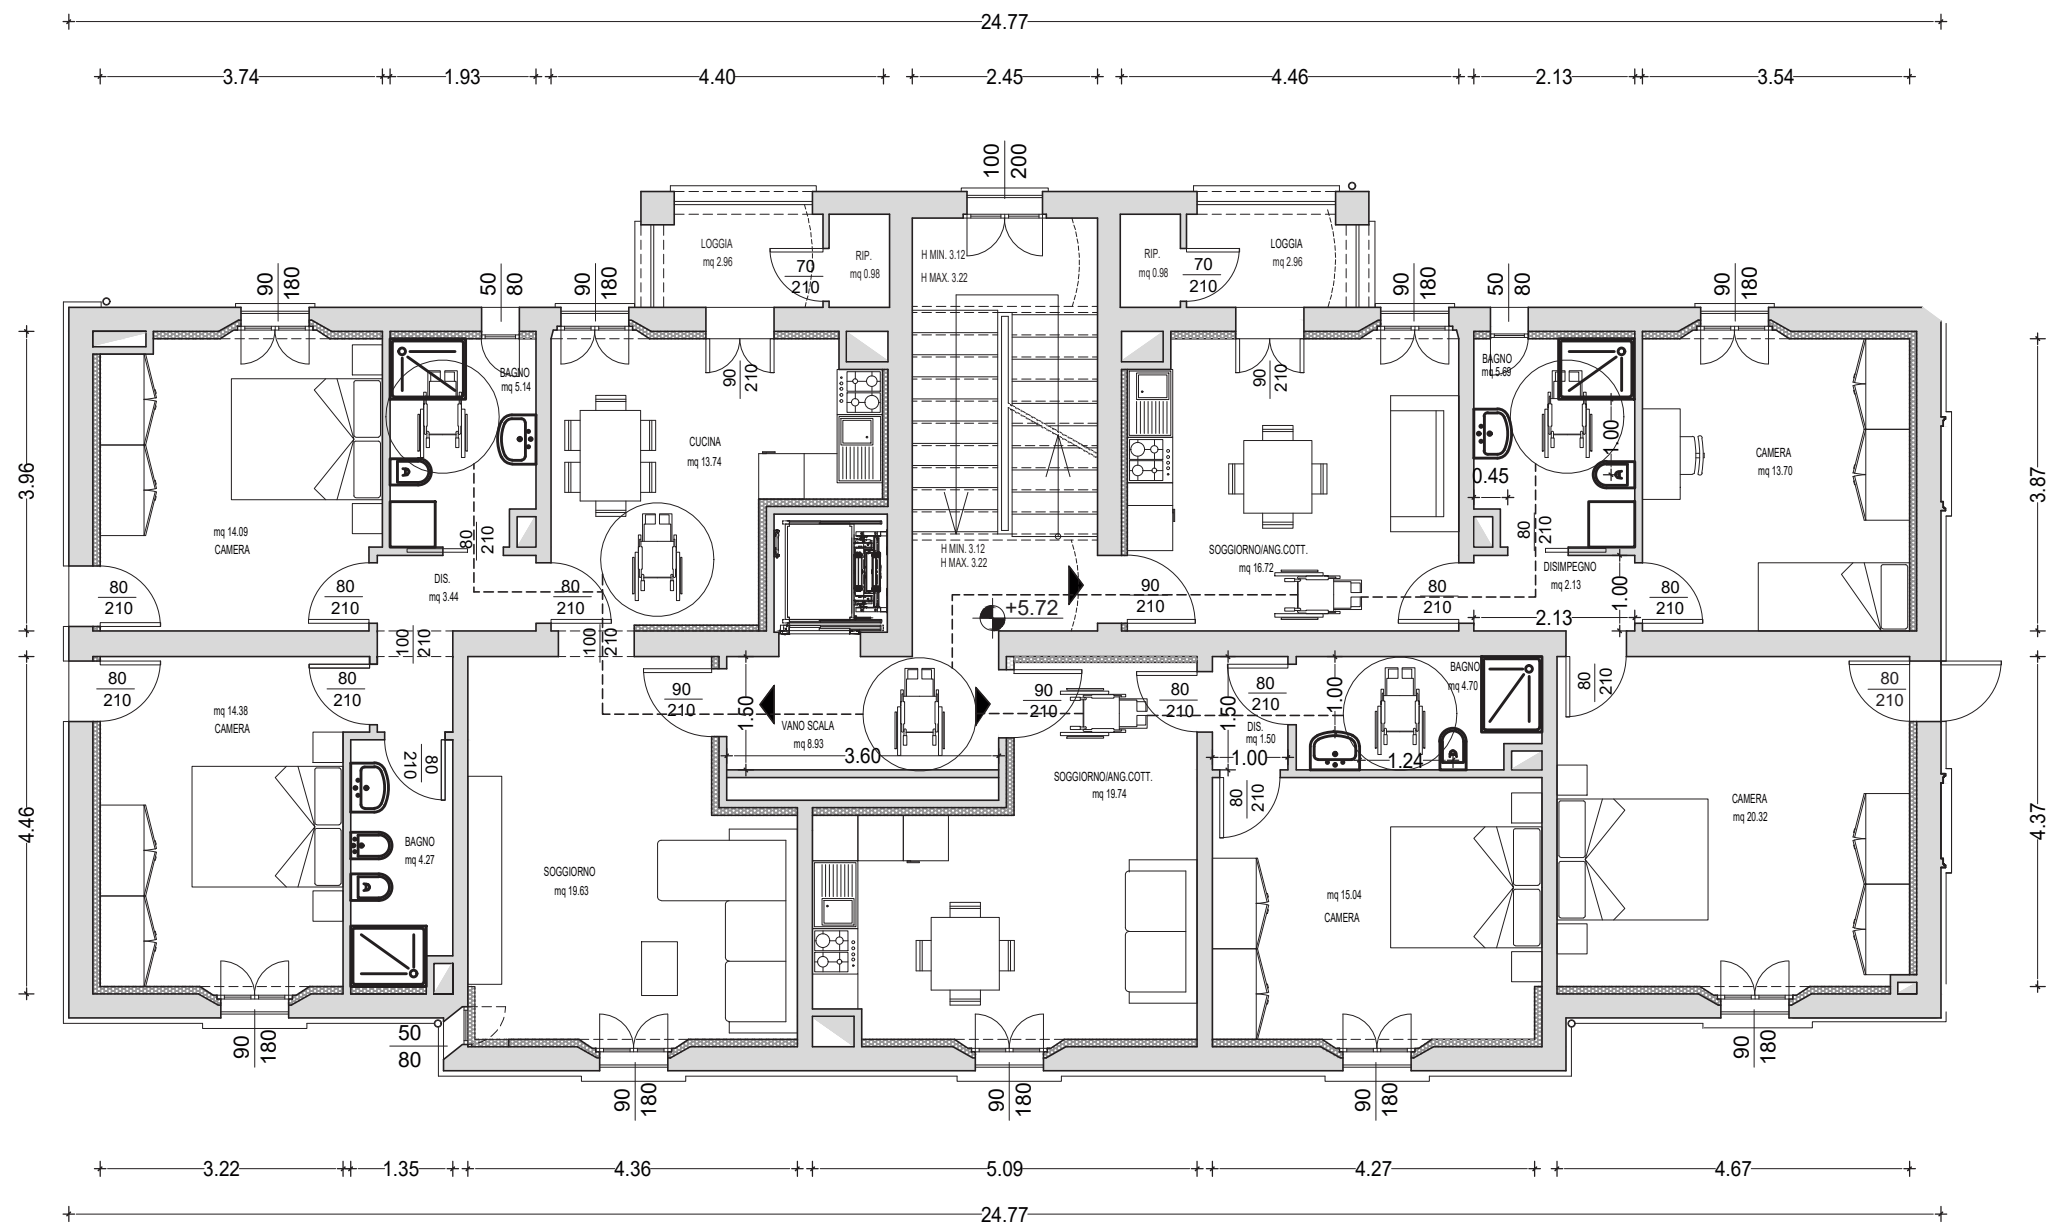 24.77
3.74 1.93 4.40 2.45 4.46 2.13 3.54
100
200
LOGGIA
mq 2.96
70
210
RIP.
mq 0.98
H MIN. 3.12
H MAX. 3.22
RIP.
mq 0.98
70
210
LOGGIA
mq 2.96
90
180
50
80
90
180
90
180
50
80
90
180
BAGNO
mq 5.14
90
210
90
210
BAGNO
mq 5.69
3.96
3.87
CUCINA
mq 13.74
1.00
CAMERA
mq 13.70
0.45
mq 14.09
CAMERA
80
210
80
210
H MIN. 3.12
H MAX. 3.22
SOGGIORNO/ANG.COTT.
mq 16.72
DISIMPEGNO
mq 2.13
DIS.
mq 3.44
80
210
80
210
80
210
+5.72
90
210
80
210
1.00
80
210
2.13
100
210
100
210
80
210
80
210
90
210
1.50
VANO SCALA
mq 8.93
3.60
90
210
80
210
1.50
80
210
DIS.
mq 1.50
1.00
1.00
BAGNO
mq 4.70
1.24
80
210
80
210
mq 14.38
CAMERA
80
210
SOGGIORNO/ANG.COTT.
mq 19.74
80
210
CAMERA
mq 20.32
4.46
4.37
BAGNO
mq 4.27
SOGGIORNO
mq 19.63
mq 15.04
CAMERA
90
180
50
80
90
180
90
180
90
180
90
180
3.22 1.35 4.36 5.09 4.27 4.67
24.77